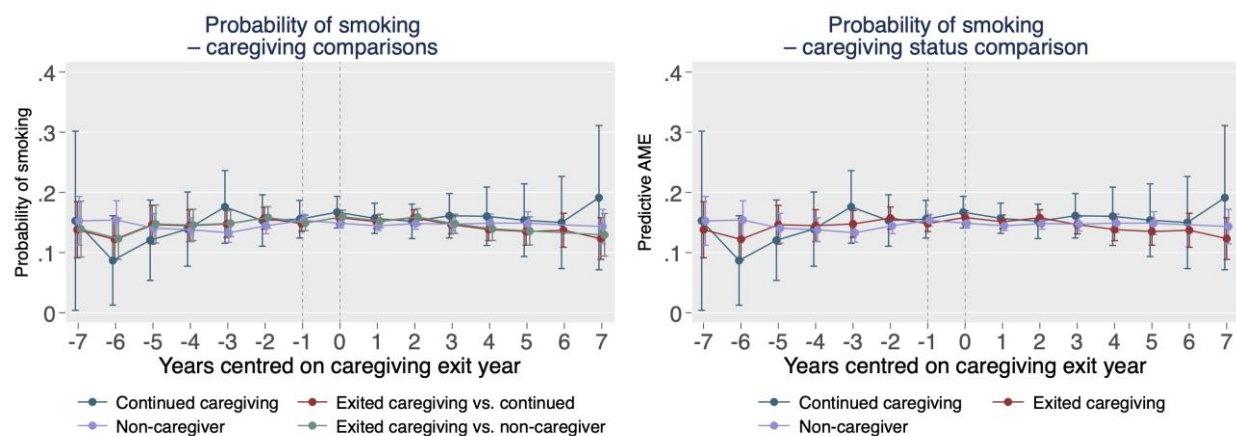 Probability of smoking
– caregiving comparisons
Probability of smoking
.4
.3
.2
.1
0
-7 -6 -5 -4 -3 -2 -1 0 1 2 3 4 5 6 7
Years centred on caregiving exit year
Continued caregiving
Exited caregiving vs. continued
Non-caregiver
Exited caregiving vs. non-caregiver
Probability of smoking
– caregiving status comparison
Predictive AME
.4
.3
.2
.1
0
-7 -6 -5 -4 -3 -2 -1 0 1 2 3 4 5 6 7
Years centred on caregiving exit year
Continued caregiving
Exited caregiving
Non-caregiver